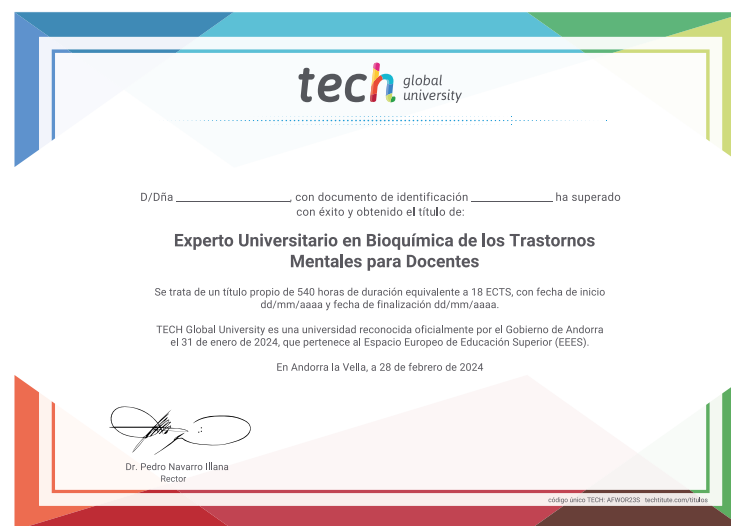 tech global
university
D/Dña ____________________, con documento de identificación ______________ ha superado
con éxito y obtenido el título de:
Experto Universitario en Bioquímica de los Trastornos
Mentales para Docentes
Se trata de un título propio de 540 horas de duración equivalente a 18 ECTS, con fecha de inicio
dd/mm/aaaa y fecha de finalización dd/mm/aaaa.
TECH Global University es una universidad reconocida oficialmente por el Gobierno de Andorra
el 31 de enero de 2024, que pertenece al Espacio Europeo de Educación Superior (EEES).
En Andorra la Vella, a 28 de febrero de 2024
Dr. Pedro Navarro Illana
Rector
código único TECH: AFWOR23S techtitute.com/titulos